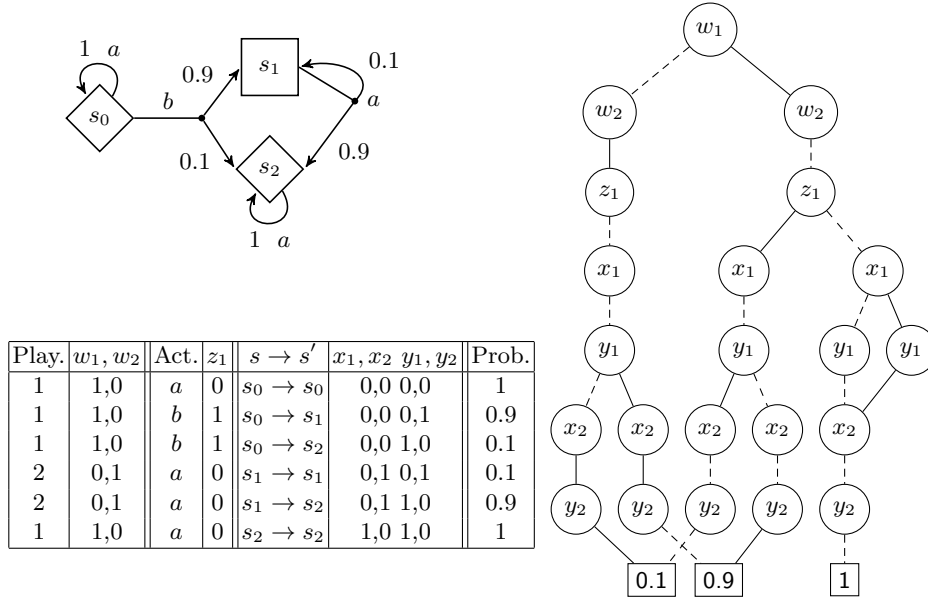 1 a
s₀
b
0.9
0.1
s₁
0.1
a
s₂
0.9
1 a
Play. w₁, w₂ Act. z₁ s → s′ x₁, x₂ y₁, y₂ Prob.
1 1,0 a 0 s₀ → s₀ 0,0 0,0 1
1 1,0 b 1 s₀ → s₁ 0,0 0,1 0.9
1 1,0 b 1 s₀ → s₂ 0,0 1,0 0.1
2 0,1 a 0 s₁ → s₁ 0,1 0,1 0.1
2 0,1 a 0 s₁ → s₂ 0,1 1,0 0.9
1 1,0 a 0 s₂ → s₂ 1,0 1,0 1
w₁
w₂ w₂
z₁ z₁
x₁ x₁ x₁
y₁ y₁ y₁ y₁
x₂ x₂ x₂ x₂ x₂
y₂ y₂ y₂ y₂ y₂
0.1 0.9 1